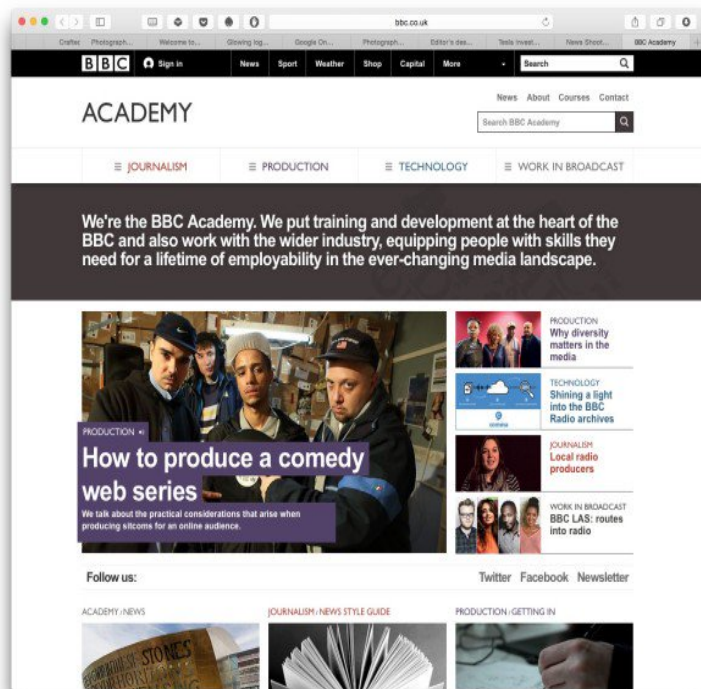 bbc.co.uk
Crafter Photograph... Welcome to... Glowing log... Google On... Photograph... Editor's des... Tests invest... News Shoot... BBC Academy
BBC Sign in News Sport Weather Shop Capital More Search
News About Courses Contact
ACADEMY
Search BBC Academy
JOURNALISM PRODUCTION TECHNOLOGY WORK IN BROADCAST
We're the BBC Academy. We put training and development at the heart of the
BBC and also work with the wider industry, equipping people with skills they
need for a lifetime of employability in the ever-changing media landscape.
PRODUCTION
How to produce a comedy
web series
We talk about the practical considerations that arise when
producing sitcoms for an online audience.
PRODUCTION
Why diversity
matters in the
media
TECHNOLOGY
Shining a light
into the BBC
Radio archives
JOURNALISM
Local radio
producers
WORK IN BROADCAST
BBC LAS: routes
into radio
Follow us: Twitter Facebook Newsletter
ACADEMY › NEWS JOURNALISM › NEWS STYLE GUIDE PRODUCTION › GETTING IN
STONES